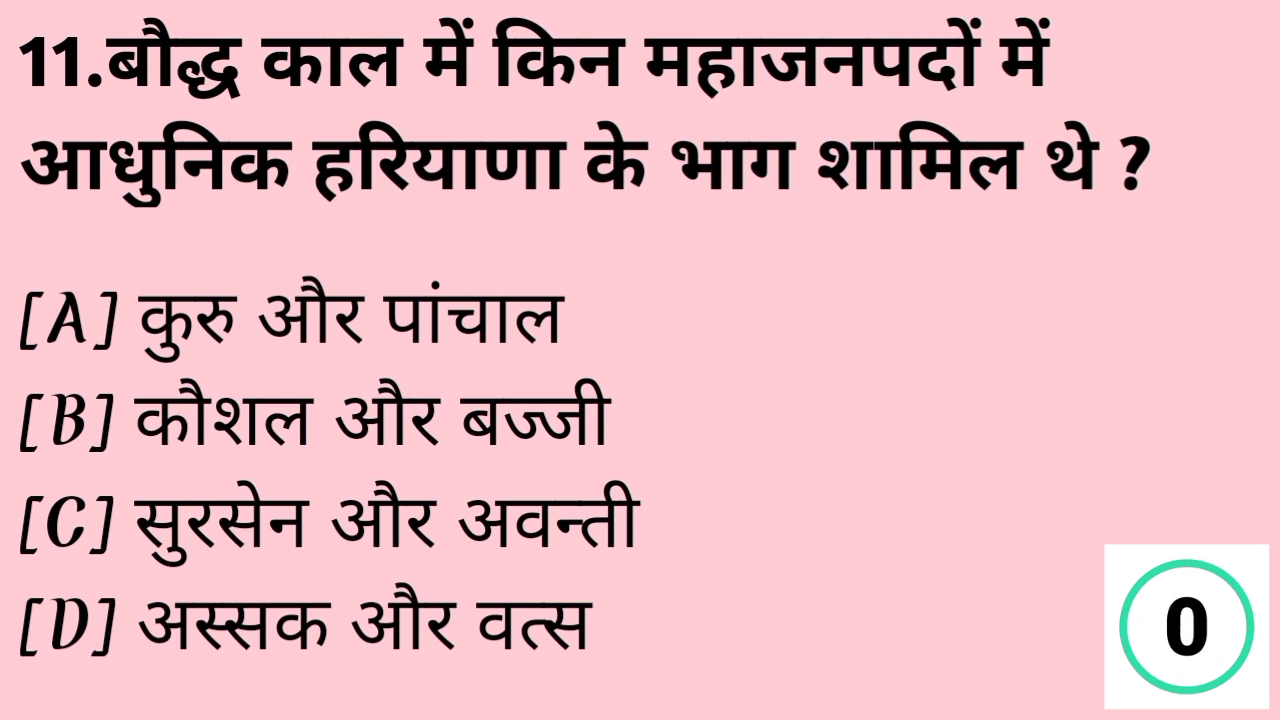 11.बौद्ध काल में किन महाजनपदों में
आधुनिक हरियाणा के भाग शामिल थे ?
[A] कुरु और पांचाल
[B] कौशल और बज्जी
[C] सुरसेन और अवन्ती
[D] अस्सक और वत्स
0